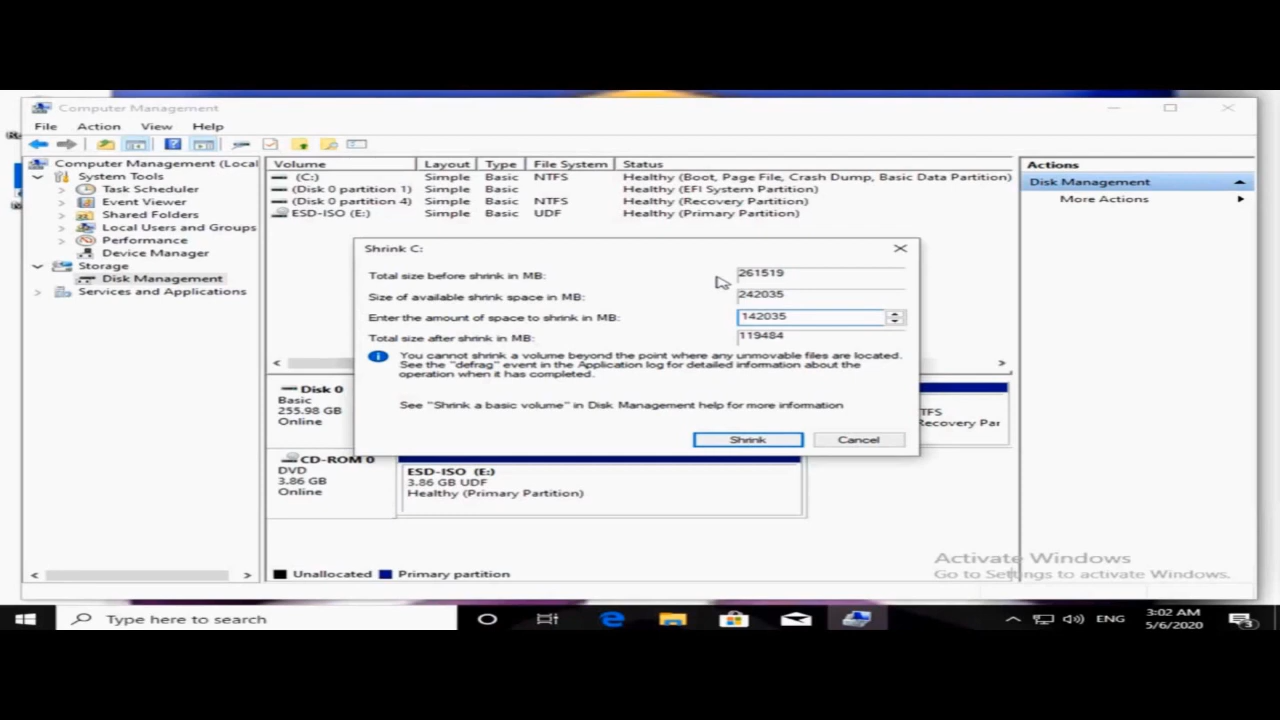 Computer Management
File Action View Help
Computer Management (Local
System Tools
Task Scheduler
Event Viewer
Shared Folders
Local Users and Groups
Performance
Device Manager
Storage
Disk Management
Services and Applications
Volume Layout Type File System Status
(C:) Simple Basic NTFS Healthy (Boot, Page File, Crash Dump, Basic Data Partition)
(Disk 0 partition 1) Simple Basic Healthy (EFI System Partition)
(Disk 0 partition 4) Simple Basic NTFS Healthy (Recovery Partition)
ESD-ISO (E:) Simple Basic UDF Healthy (Primary Partition)
Actions
Disk Management
More Actions
Shrink C:
Total size before shrink in MB: 261519
Size of available shrink space in MB: 242035
Enter the amount of space to shrink in MB: 142035
Total size after shrink in MB: 119484
You cannot shrink a volume beyond the point where any unmovable files are located.
See the "defrag" event in the Application log for detailed information about the
operation when it has completed.
See "Shrink a basic volume" in Disk Management help for more information
Shrink Cancel
Disk 0
Basic
255.98 GB
Online
TFS
Recovery Par
CD-ROM 0
DVD
3.86 GB
Online
ESD-ISO (E:)
3.86 GB UDF
Healthy (Primary Partition)
Unallocated Primary partition
Activate Windows
Go to Settings to activate Windows.
Type here to search
ENG
3:02 AM
5/6/2020
3